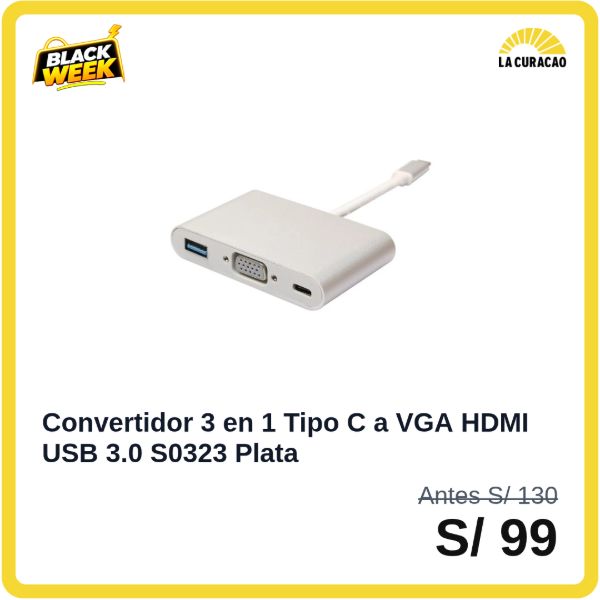 BLACK
WEEK
LA CURACAO
Convertidor 3 en 1 Tipo C a VGA HDMI
USB 3.0 S0323 Plata
Antes S/ 130
S/ 99